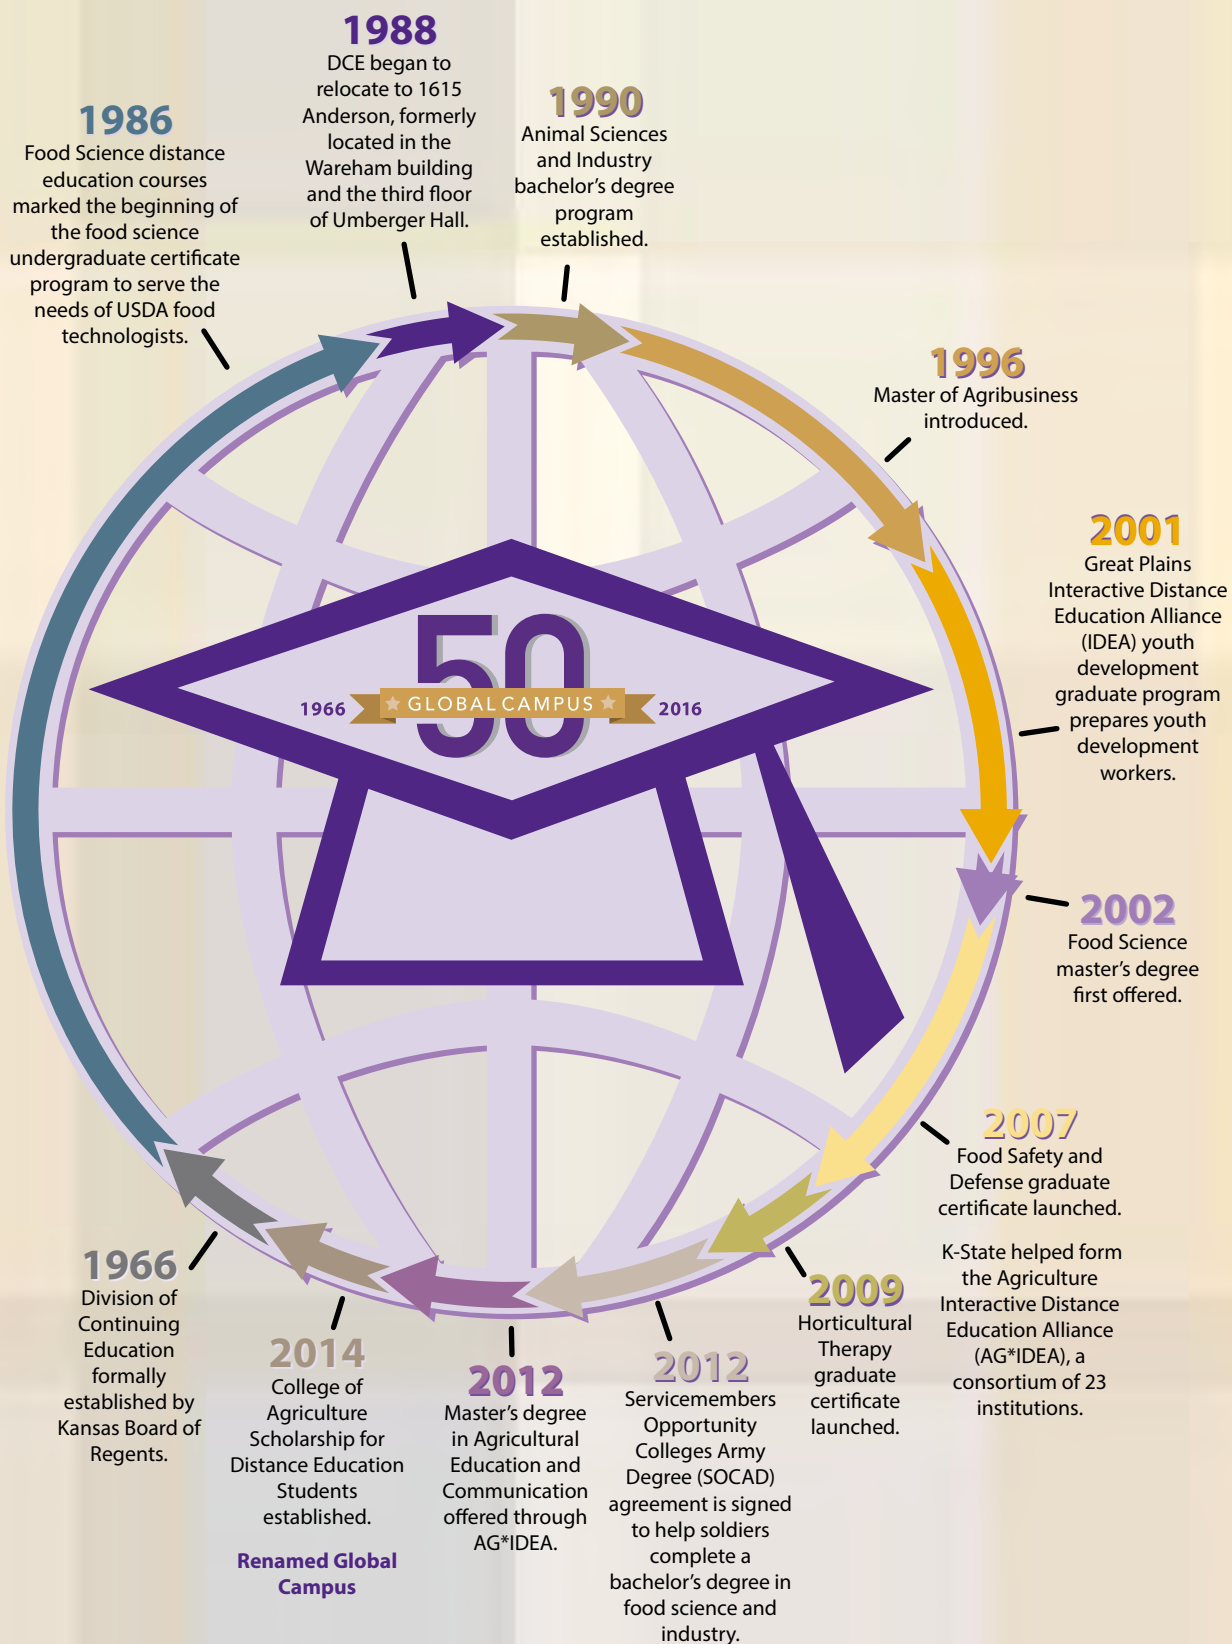 1988
DCE began to
relocate to 1615
Anderson, formerly
located in the
Wareham building
and the third floor
of Umberger Hall.
1990
Animal Sciences
and Industry
bachelor's degree
program
established.
1986
Food Science distance
education courses
marked the beginning of
the food science
undergraduate certificate
program to serve the
needs of USDA food
technologists.
1996
Master of Agribusiness
introduced.
2001
Great Plains
Interactive Distance
Education Alliance
(IDEA) youth
development
graduate program
prepares youth
development
workers.
50
1966 GLOBAL CAMPUS 2016
2002
Food Science
master's degree
first offered.
2007
Food Safety and
Defense graduate
certificate launched.
K-State helped form
the Agriculture
Interactive Distance
Education Alliance
(AG*IDEA), a
consortium of 23
institutions.
2009
Horticultural
Therapy
graduate
certificate
launched.
2012
Servicemembers
Opportunity
Colleges Army
Degree (SOCAD)
agreement is signed
to help soldiers
complete a
bachelor's degree in
food science and
industry.
2012
Master's degree
in Agricultural
Education and
Communication
offered through
AG*IDEA.
2014
College of
Agriculture
Scholarship for
Distance Education
Students
established.
Renamed Global
Campus
1966
Division of
Continuing
Education
formally
established by
Kansas Board of
Regents.